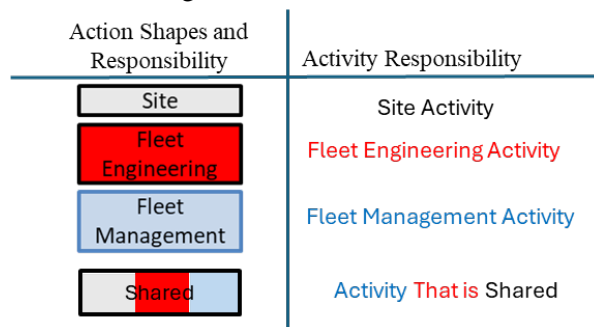 Action Shapes and
Responsibility
Activity Responsibility
Site
Site Activity
Fleet
Engineering
Fleet Engineering Activity
Fleet
Management
Fleet Management Activity
Shared
Activity That is Shared